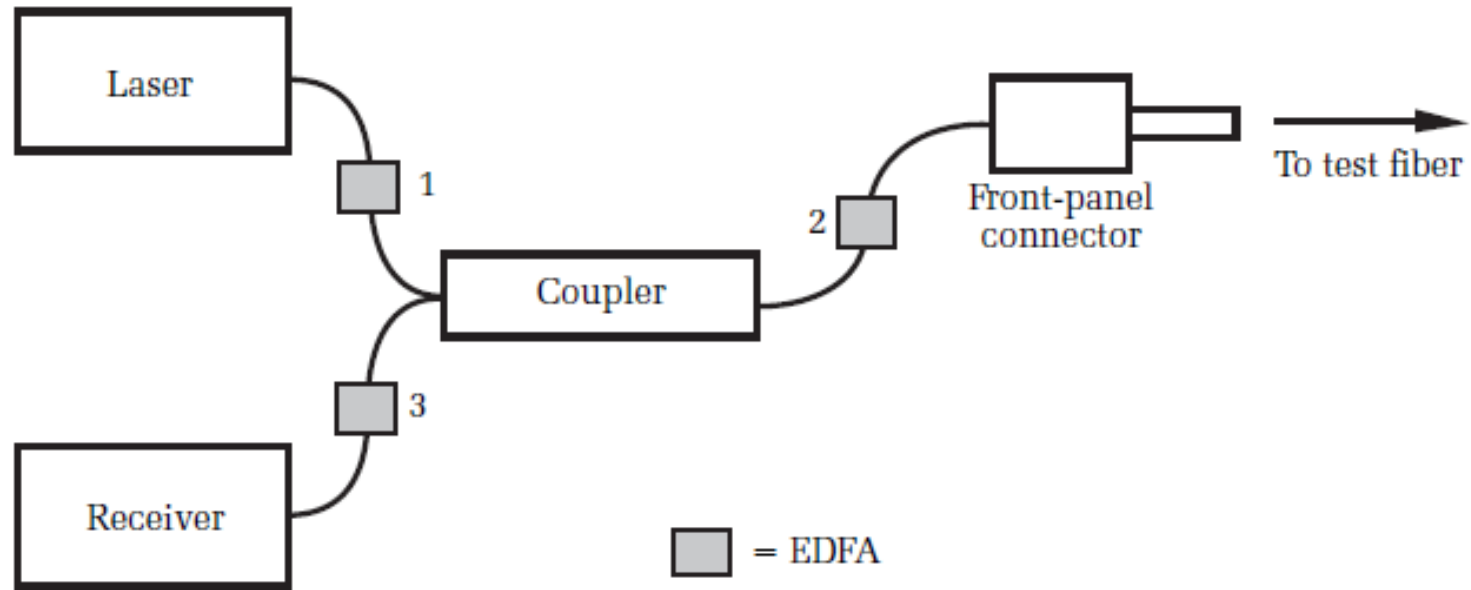 Laser
1
2
Front-panel
connector
To test fiber
Coupler
3
Receiver
= EDFA